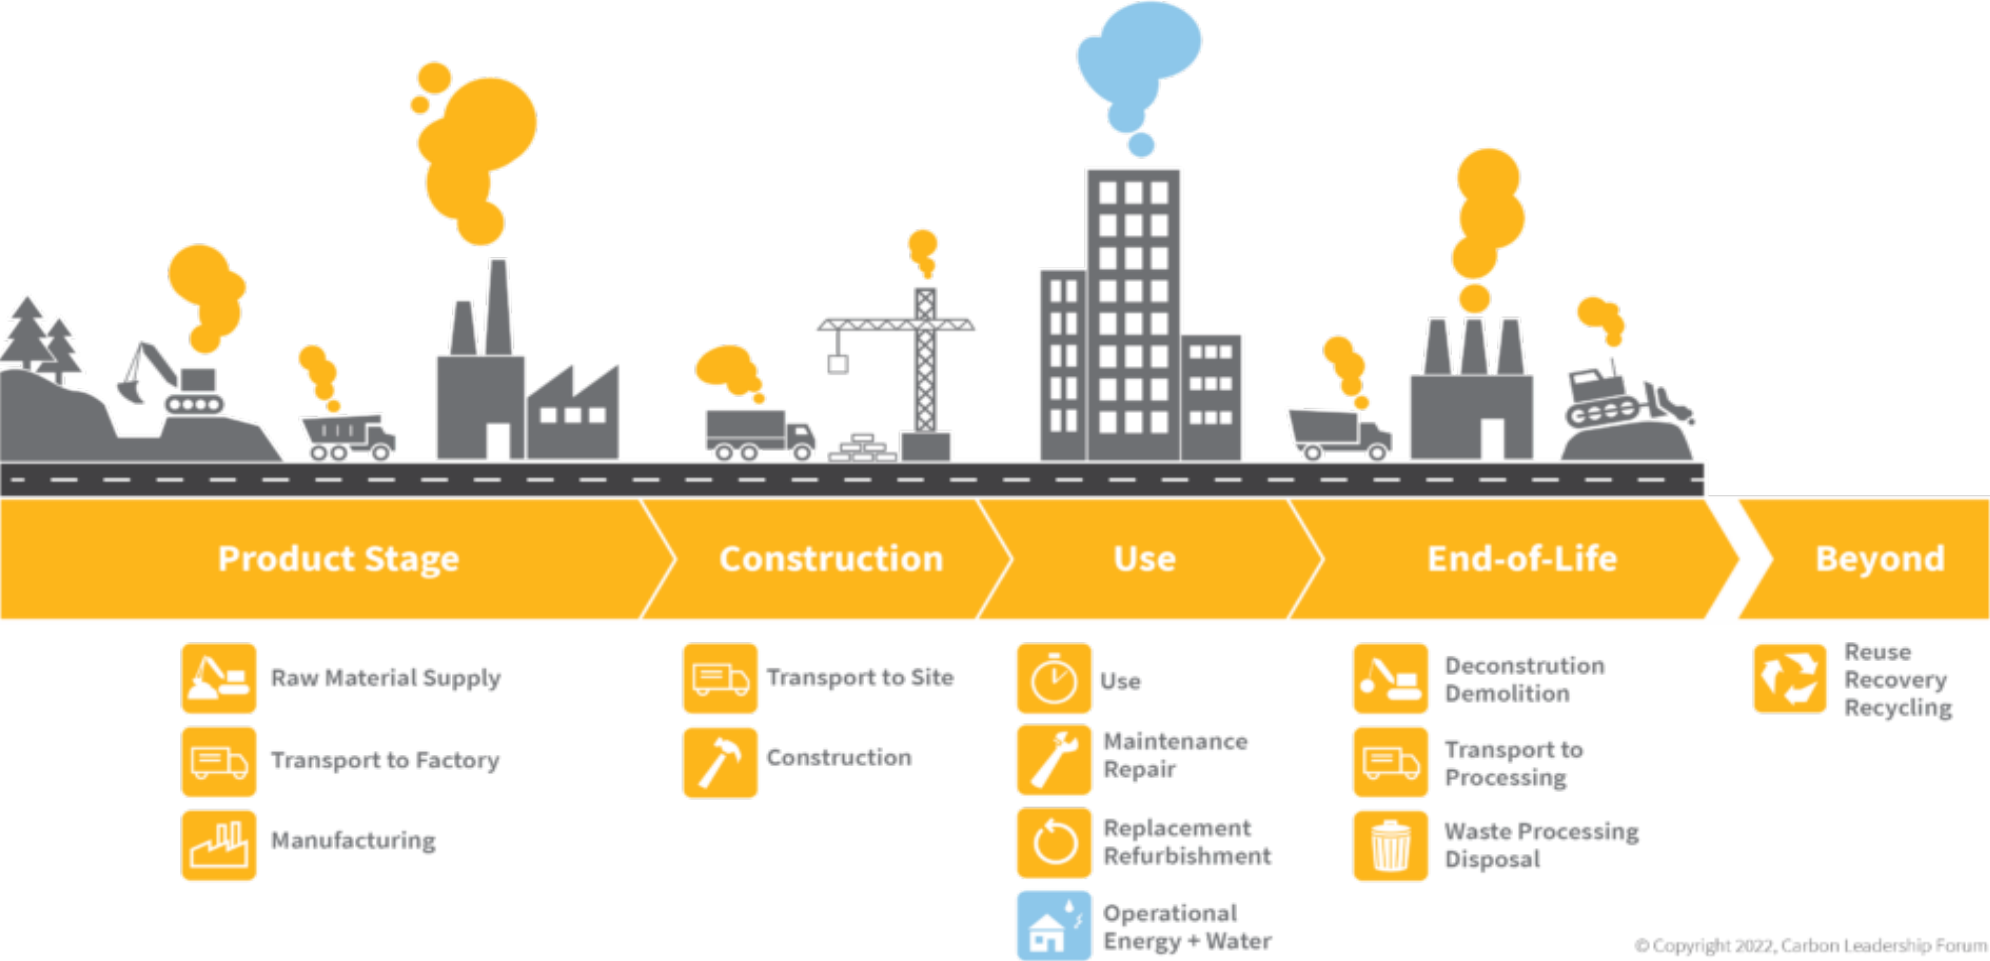 Product Stage
Construction
Use
End-of-Life
Beyond
Raw Material Supply
Transport to Factory
Manufacturing
Transport to Site
Construction
Use
Maintenance
Repair
Replacement
Refurbishment
Operational
Energy + Water
Deconstrution
Demolition
Transport to
Processing
Waste Processing
Disposal
Reuse
Recovery
Recycling
© Copyright 2022, Carbon Leadership Forum